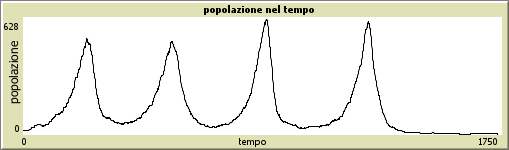 popolazione nel tempo
628
popolazione
0
0 tempo 1750